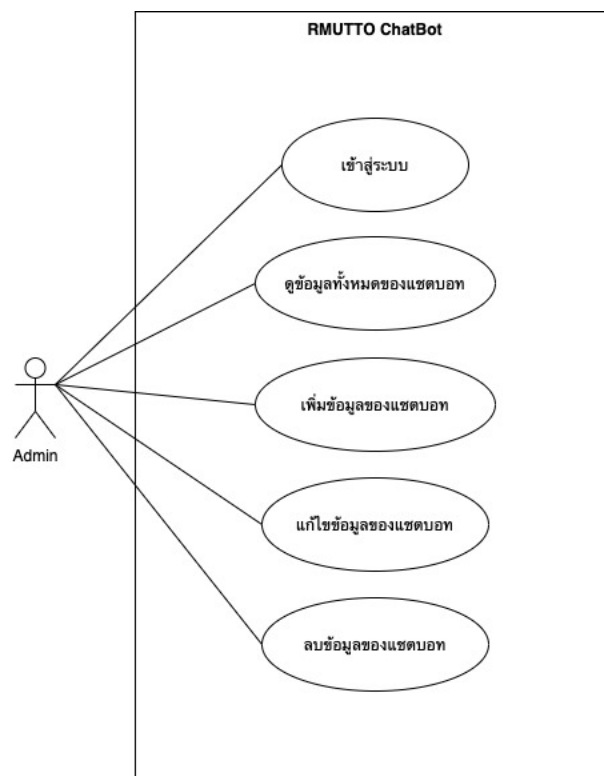 RMUTTO ChatBot
เข้าสู่ระบบ
ดูข้อมูลทั้งหมดของแชตบอท
เพิ่มข้อมูลของแชตบอท
Admin
แก้ไขข้อมูลของแชตบอท
ลบข้อมูลของแชตบอท